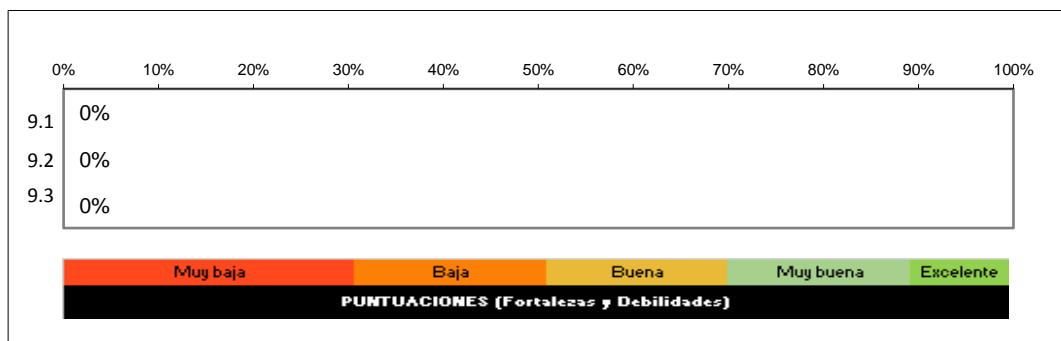 0% 10% 20% 30% 40% 50% 60% 70% 80% 90% 100%
9.1 0%
9.2 0%
9.3 0%
Muy baja Baja Buena Muy buena Excelente
PUNTUACIONES (Fortalezas y Debilidades)